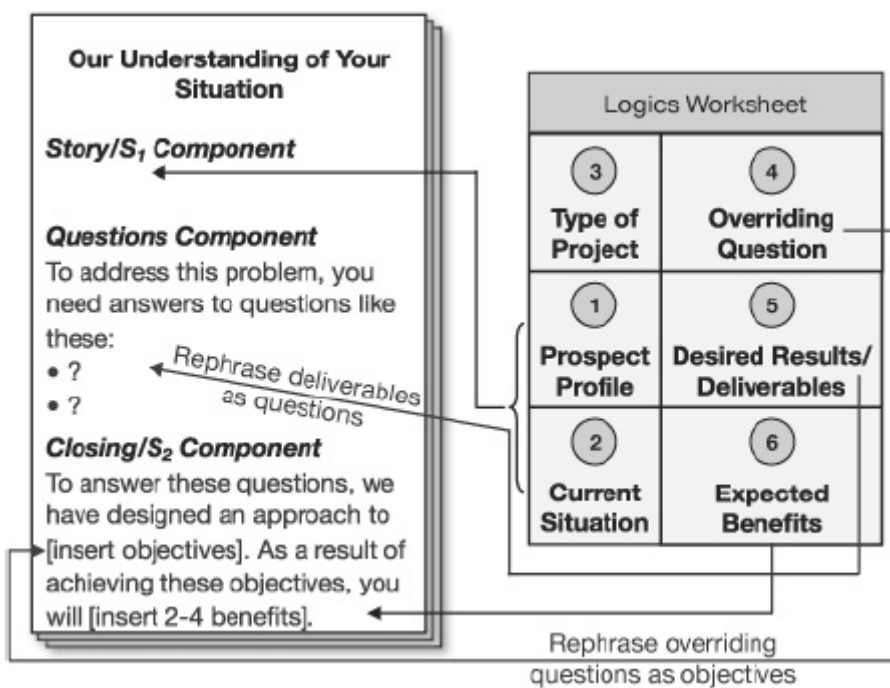 Our Understanding of Your
Situation
Story/S₁ Component
Questions Component
To address this problem, you
need answers to questions like
these:
• ?
• ?
Rephrase deliverables
as questions
Closing/S₂ Component
To answer these questions, we
have designed an approach to
[insert objectives]. As a result of
achieving these objectives, you
will [insert 2-4 benefits].
Logics Worksheet
3
Type of
Project
4
Overriding
Question
1
Prospect
Profile
5
Desired Results/
Deliverables
2
Current
Situation
6
Expected
Benefits
Rephrase overriding
questions as objectives